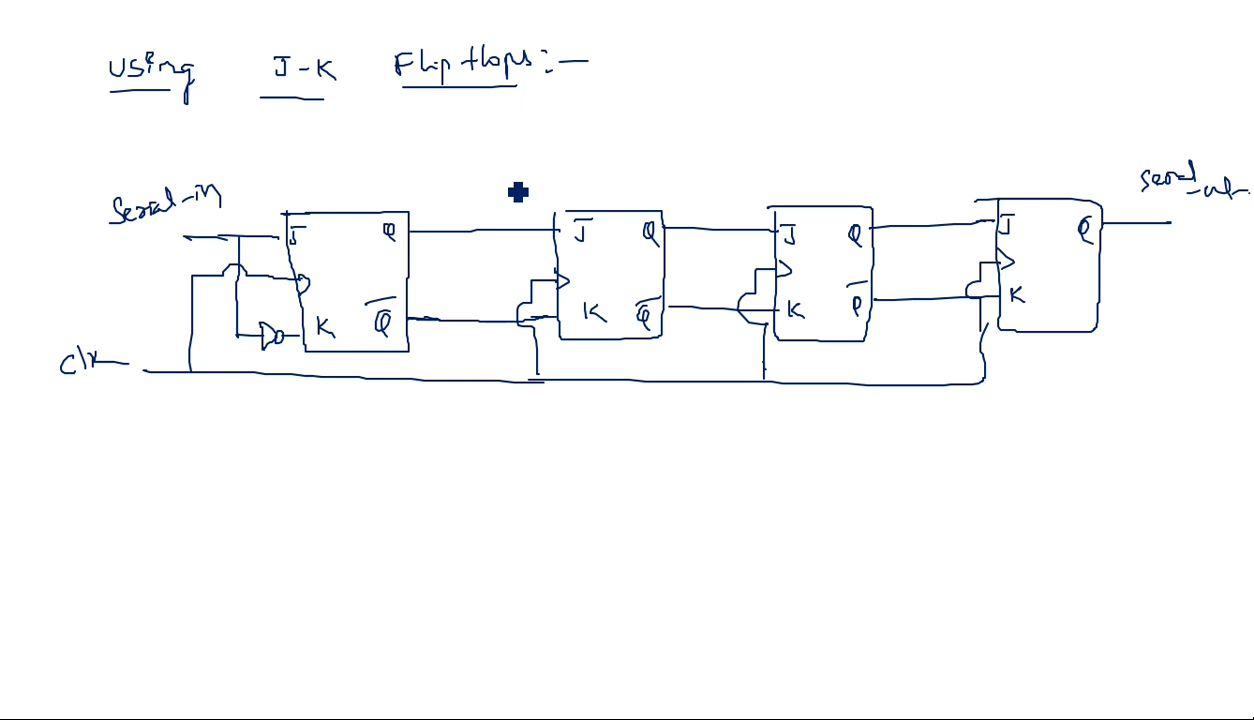 Using J-K Flip flops:-
Serial-in
Serial-out
J Q J Q J Q J Q
K Q̅ K Q̅ K Q̅ K
Clk